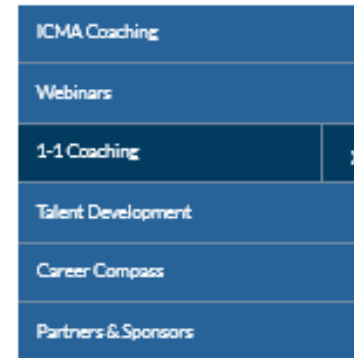 ICMA Coaching
Webinars
1-1 Coaching
Talent Development
Career Compass
Partners & Sponsors